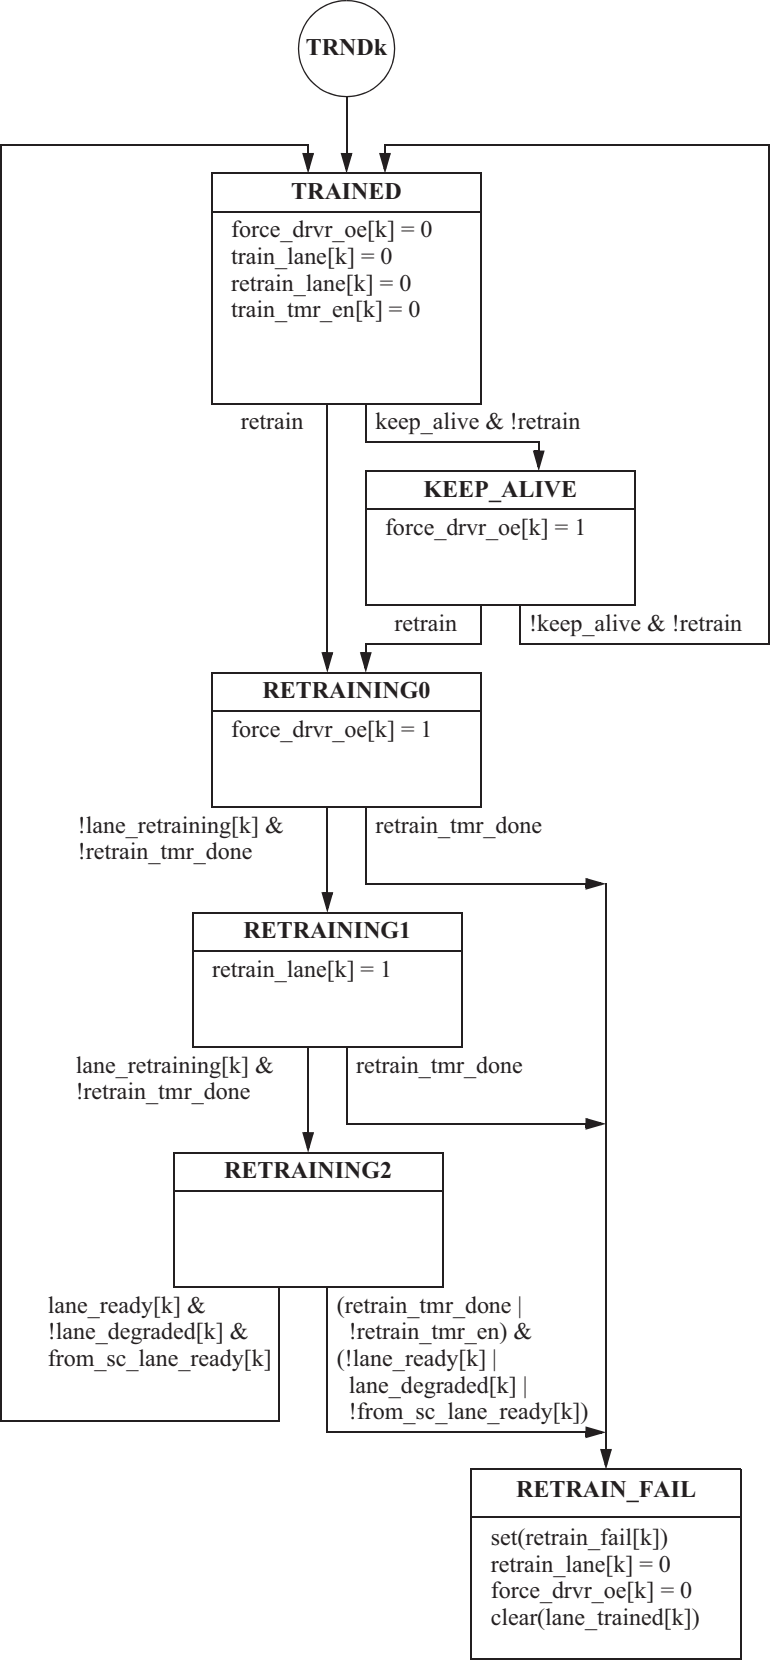 TRNDk
TRAINED
force_drvr_oe[k] = 0
train_lane[k] = 0
retrain_lane[k] = 0
train_tmr_en[k] = 0
retrain
keep_alive & !retrain
KEEP_ALIVE
force_drvr_oe[k] = 1
retrain
!keep_alive & !retrain
RETRAINING0
force_drvr_oe[k] = 1
!lane_retraining[k] &
!retrain_tmr_done
retrain_tmr_done
RETRAINING1
retrain_lane[k] = 1
lane_retraining[k] &
!retrain_tmr_done
retrain_tmr_done
RETRAINING2
lane_ready[k] &
!lane_degraded[k] &
from_sc_lane_ready[k]
(retrain_tmr_done |
!retrain_tmr_en) &
(!lane_ready[k] |
lane_degraded[k] |
!from_sc_lane_ready[k])
RETRAIN_FAIL
set(retrain_fail[k])
retrain_lane[k] = 0
force_drvr_oe[k] = 0
clear(lane_trained[k])